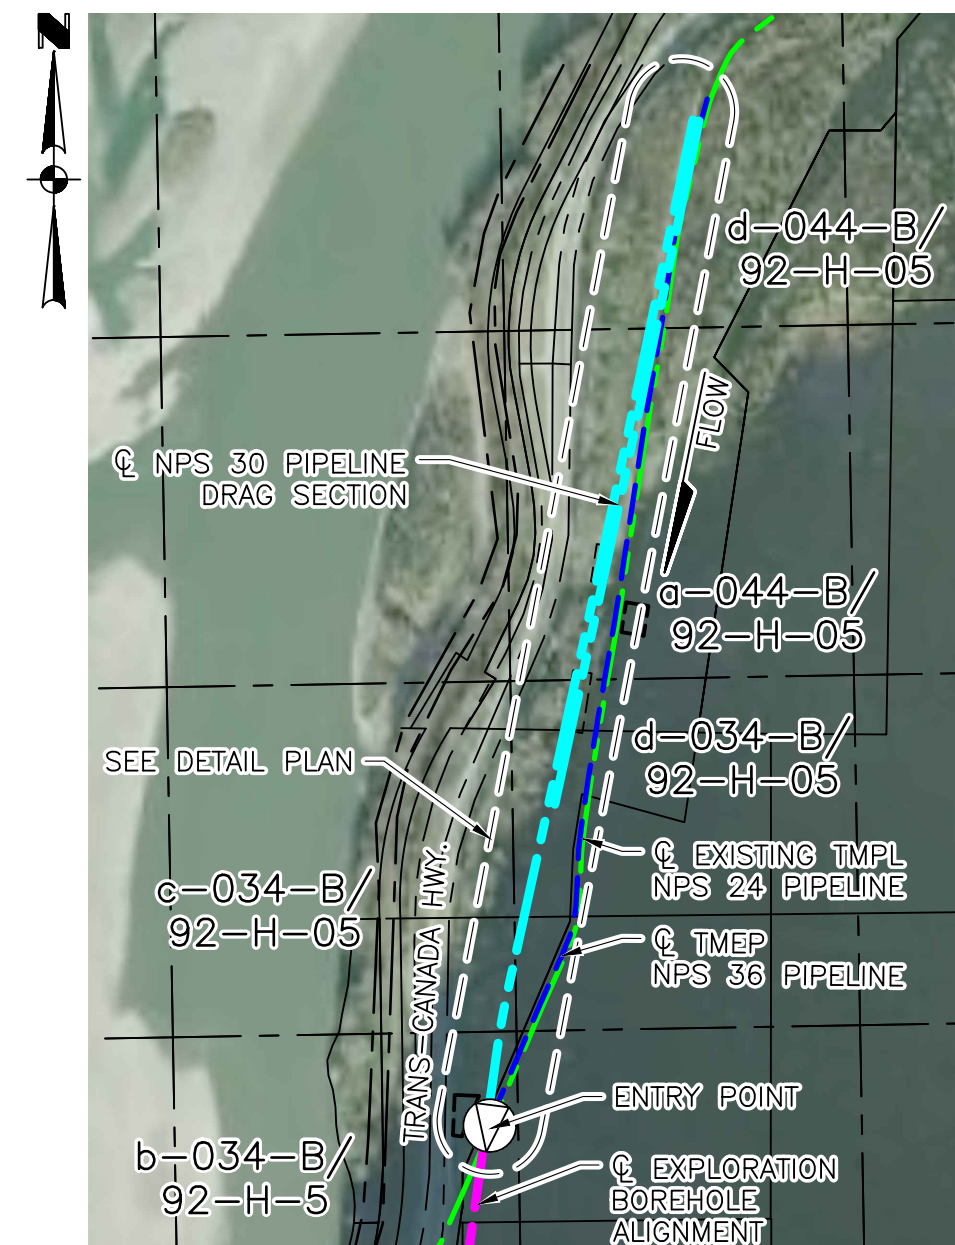 N
d-044-B/
92-H-05
FLOW
℄ NPS 30 PIPELINE
DRAG SECTION
a-044-B/
92-H-05
d-034-B/
92-H-05
SEE DETAIL PLAN
℄ EXISTING TMPL
NPS 24 PIPELINE
c-034-B/
92-H-05
TRANS-CANADA HWY.
℄ TMEP
NPS 36 PIPELINE
ENTRY POINT
b-034-B/
92-H-5
℄ EXPLORATION
BOREHOLE
ALIGNMENT